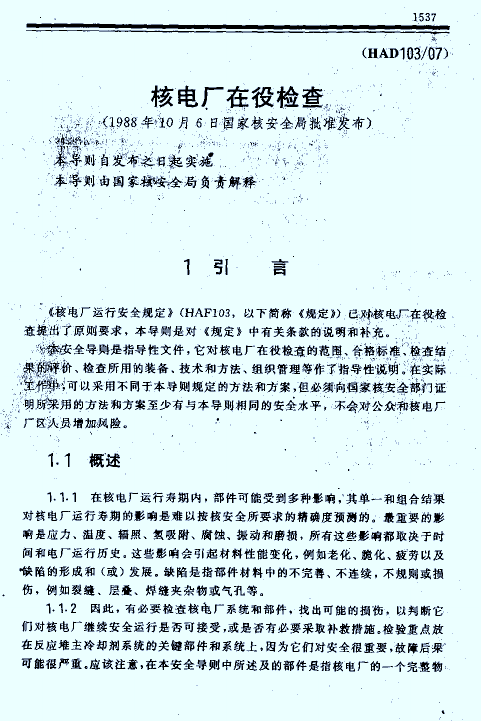 1537
(HAD103/07)
核电厂在役检查
(1988年10月6日国家核安全局批准发布)
本导则自发布之日起实施
本导则由国家核安全局负责解释
1 引 言
《核电厂运行安全规定》(HAF103，以下简称《规定》)已对核电厂在役检
查提出了原则要求，本导则是对《规定》中有关条款的说明和补充。
本安全导则是指导性文件，它对核电厂在役检查的范围、合格标准、检查结
果的评价、检查所用的装备、技术和方法、组织管理等作了指导性说明。在实际
工作中，可以采用不同于本导则规定的方法和方案，但必须向国家核安全部门证
明所采用的方法和方案至少有与本导则相同的安全水平，不会对公众和核电厂
厂区人员增加风险。
1.1 概述
1.1.1 在核电厂运行寿期内，部件可能受到多种影响，其单一和组合结果
对核电厂运行寿期的影响是难以按核安全所要求的精确度预测的。最重要的影
响是应力、温度、辐照、氢吸附、腐蚀、振动和磨损，所有这些影响都取决于时
间和电厂运行历史。这些影响会引起材料性能变化，例如老化、脆化、疲劳以及
缺陷的形成和（或）发展。缺陷是指部件材料中的不完善、不连续，不规则或损
伤，例如裂缝、层叠、焊缝夹杂物或气孔等。
1.1.2 因此，有必要检查核电厂系统和部件，找出可能的损伤，以判断它
们对核电厂继续安全运行是否可接受，或是否有必要采取补救措施。检验重点放
在反应堆主冷却剂系统的关键部件和系统上，因为它们对安全很重要，故障后果
可能很严重。应该注意，在本安全导则中所述及的部件是指核电厂的一个完整物